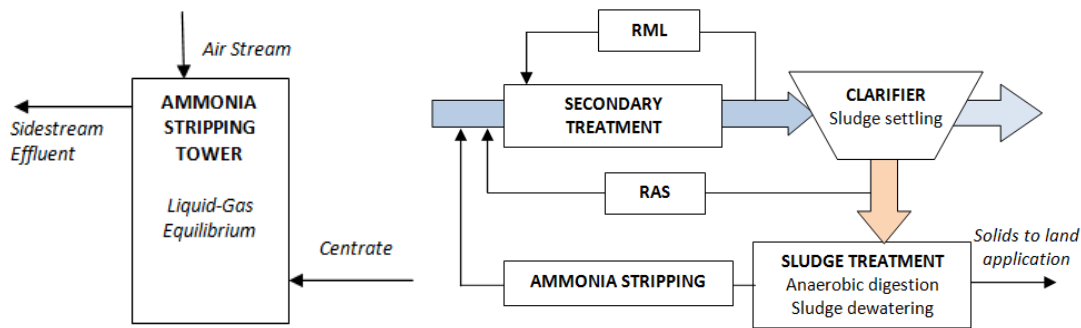 Air Stream
AMMONIA
STRIPPING
TOWER
Sidestream
Effluent
Liquid-Gas
Equilibrium
Centrate
RML
SECONDARY
TREATMENT
CLARIFIER
Sludge settling
RAS
AMMONIA STRIPPING
SLUDGE TREATMENT
Anaerobic digestion
Sludge dewatering
Solids to land
application